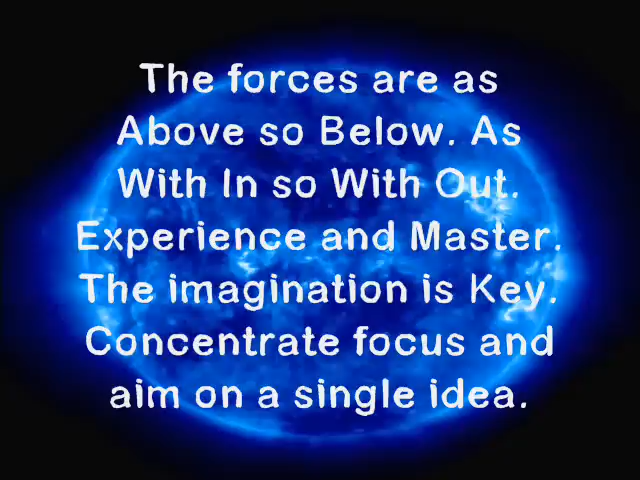 The forces are as
Above so Below. As
With In so With Out.
Experience and Master.
The imagination is Key.
Concentrate focus and
aim on a single idea.